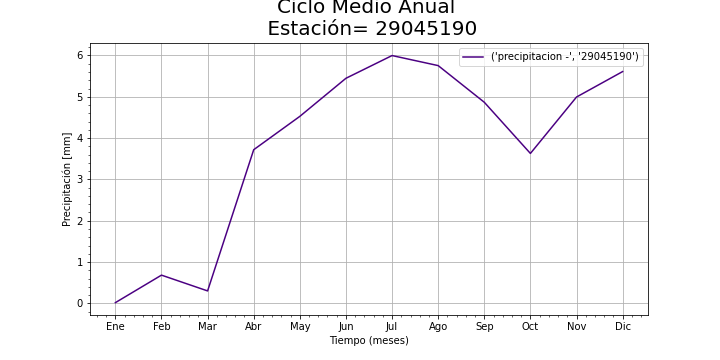 Ciclo Medio Anual
Estación= 29045190
('precipitacion -', '29045190')
Precipitación [mm]
6
5
4
3
2
1
0
Ene Feb Mar Abr May Jun Jul Ago Sep Oct Nov Dic
Tiempo (meses)